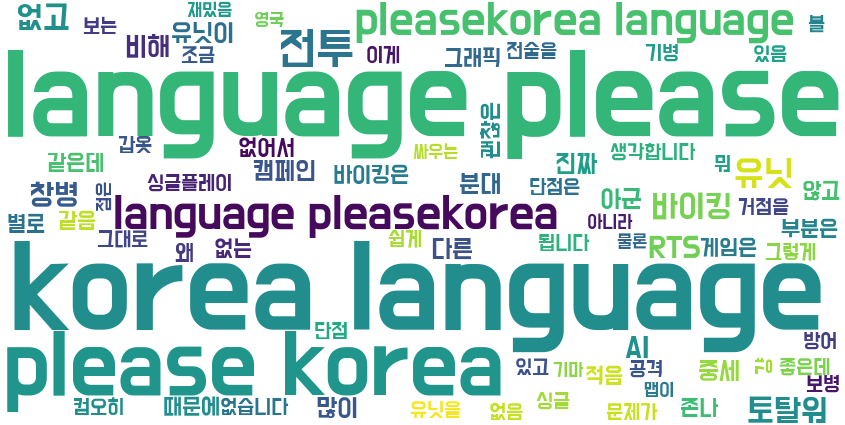 없고 보는 재밌음 영국 pleasekorea language 볼
비해 유닛이 조금 전투 이게 그래픽 전술을 기병 있음
language please
갑옷 없어서 싸우는 괜찮은 생각합니다
같은데 싱글플레이 캠페인 바이킹은 분대 진짜 단점은 뭐 유닛
창병 점은 아군 바이킹 거점을 않고
별로 같음 language pleasekorea 아니라 부분은
그대로 왜 없는 쉽게 다른 됩니다 물론 RTS 게임은 그렇게
korea language
please korea 단점 AI 방어
있고 기마 적음 공격 중세 좋은데 보병
컴오히 때문에 없습니다 많이 유닛을 없음 싱글 맵이 문제가 존나 토탈워